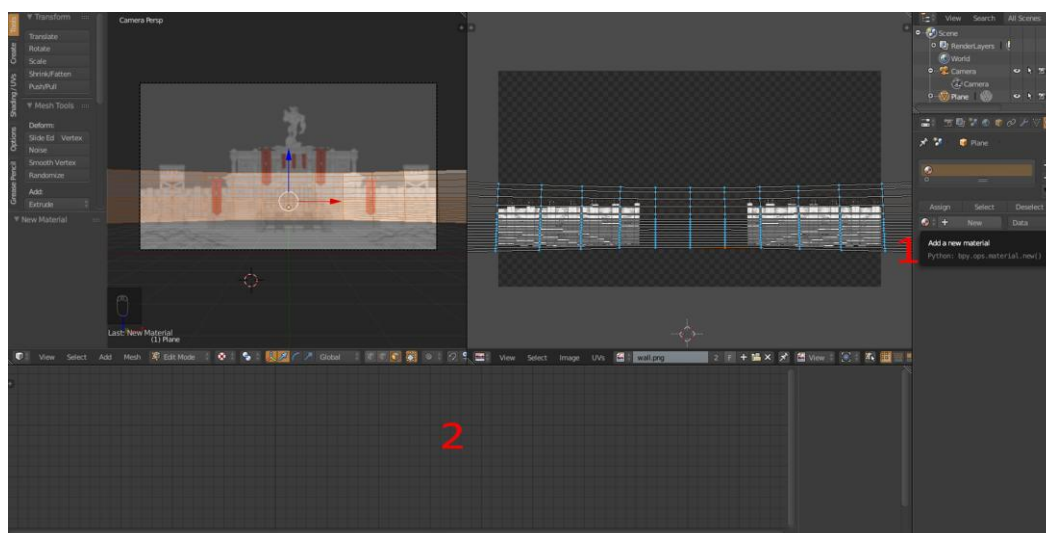 Tools
Create
Shading / UVs
Options
Grease Pencil
Transform
Translate
Rotate
Scale
Shrink/Fatten
Push/Pull
Mesh Tools
Deform:
Slide Ed Vertex
Noise
Smooth Vertex
Randomize
Add:
Extrude
New Material
Camera Persp
Last: New Material
(1) Plane
View Select Add Mesh Edit Mode Global
View Select Image UVs wall.png 2 F View
2
View Search All Scenes
Scene
RenderLayers
World
Camera
Camera
Plane
Plane
Assign Select Deselect
New Data
1
Add a new material
Python: bpy.ops.material.new()